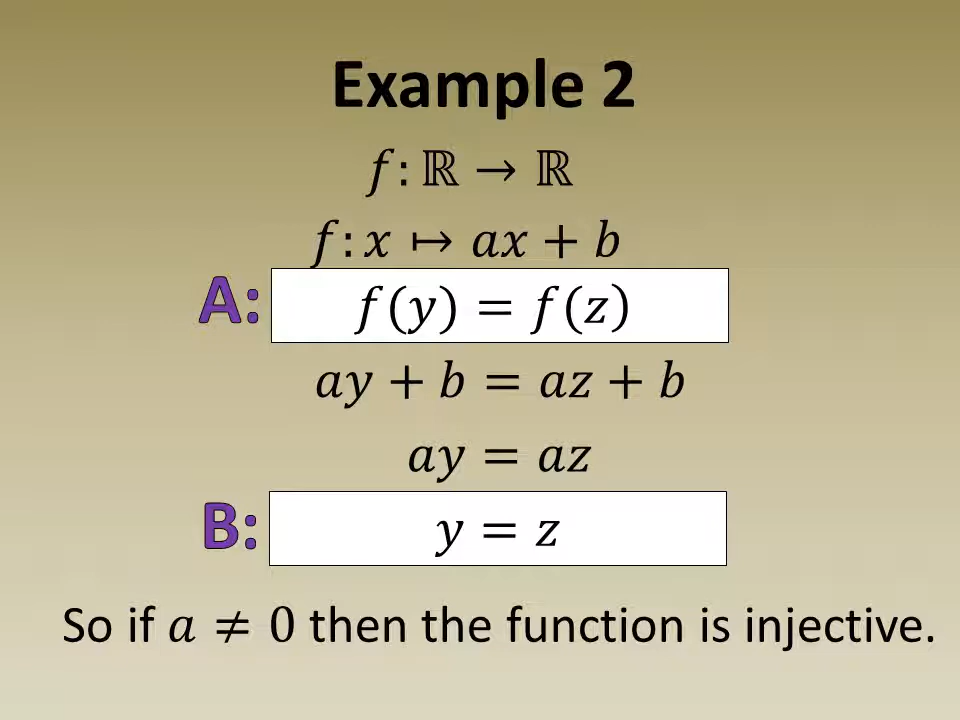 Example 2
f: ℝ → ℝ
f: x ↦ ax + b
A: f(y) = f(z)
ay + b = az + b
ay = az
B: y = z
So if a ≠ 0 then the function is injective.